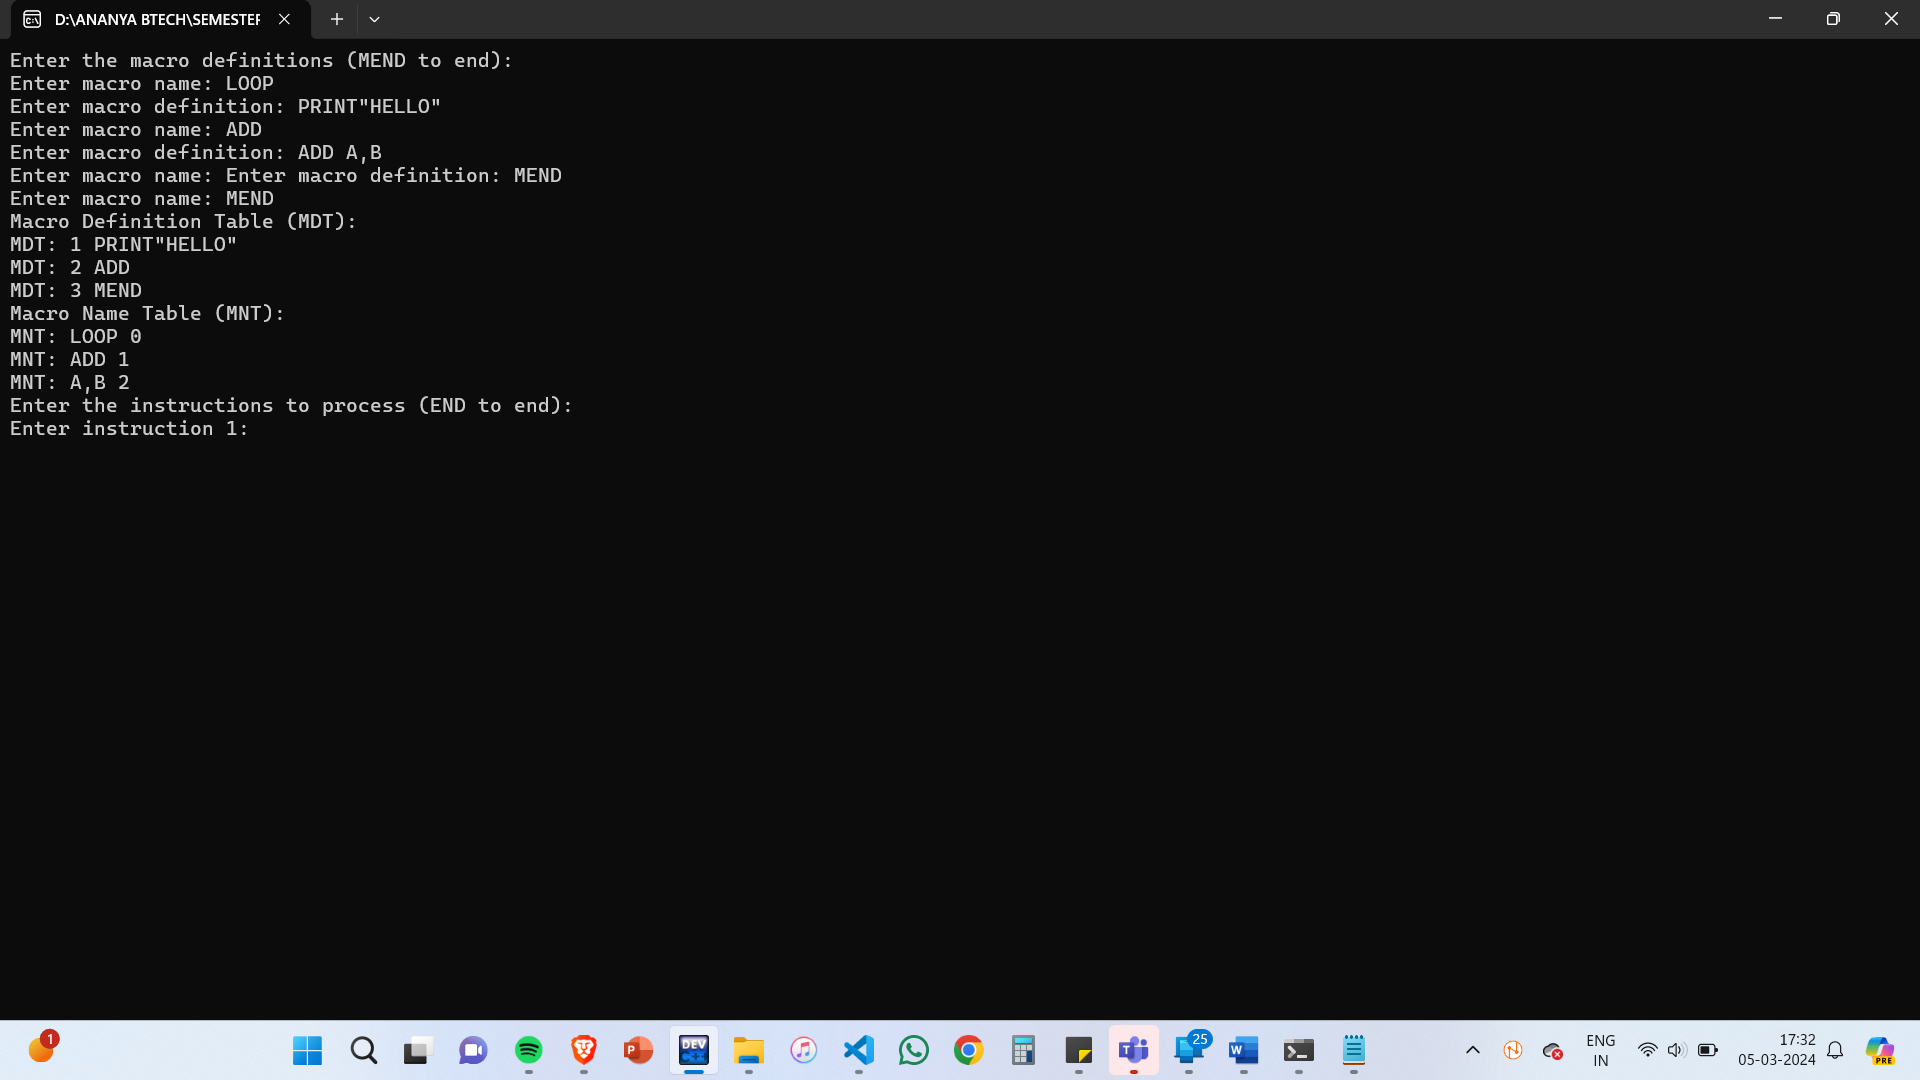 D:\ANANYA BTECH\SEMESTER
Enter the macro definitions (MEND to end):
Enter macro name: LOOP
Enter macro definition: PRINT"HELLO"
Enter macro name: ADD
Enter macro definition: ADD A,B
Enter macro name: Enter macro definition: MEND
Enter macro name: MEND
Macro Definition Table (MDT):
MDT: 1 PRINT"HELLO"
MDT: 2 ADD
MDT: 3 MEND
Macro Name Table (MNT):
MNT: LOOP 0
MNT: ADD 1
MNT: A,B 2
Enter the instructions to process (END to end):
Enter instruction 1:
1
P
DEV
C++
T
25
W
ENG
IN
17:32
05-03-2024
PRE